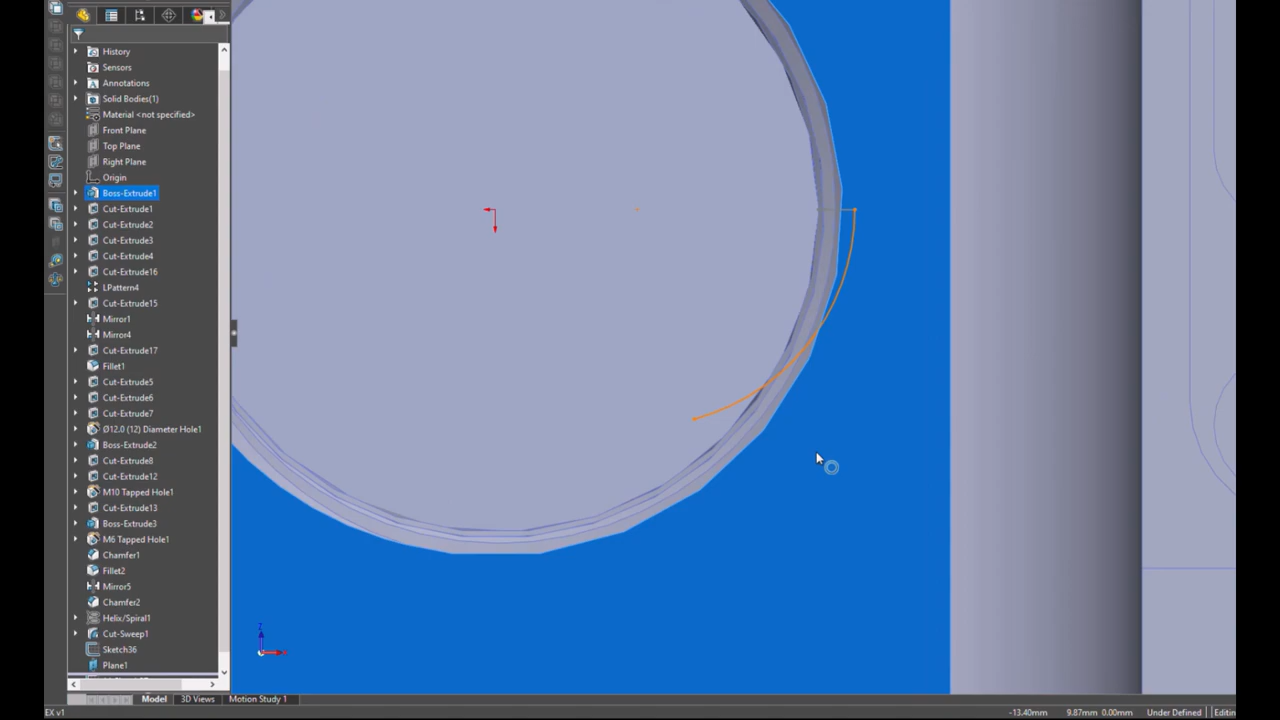 History
Sensors
Annotations
Solid Bodies(1)
Material <not specified>
Front Plane
Top Plane
Right Plane
Origin
Boss-Extrude1
Cut-Extrude1
Cut-Extrude2
Cut-Extrude3
Cut-Extrude4
Cut-Extrude16
LPattern4
Cut-Extrude15
Mirror1
Mirror4
Cut-Extrude17
Fillet1
Cut-Extrude5
Cut-Extrude6
Cut-Extrude7
Ø12.0 (12) Diameter Hole1
Boss-Extrude2
Cut-Extrude8
Cut-Extrude12
M10 Tapped Hole1
Cut-Extrude13
Boss-Extrude3
M6 Tapped Hole1
Chamfer1
Fillet2
Mirror5
Chamfer2
Helix/Spiral1
Cut-Sweep1
Sketch36
Plane1
Z
Model 3D Views Motion Study 1
EX v1 -13.40mm 9.87mm 0.00mm Under Defined Editin